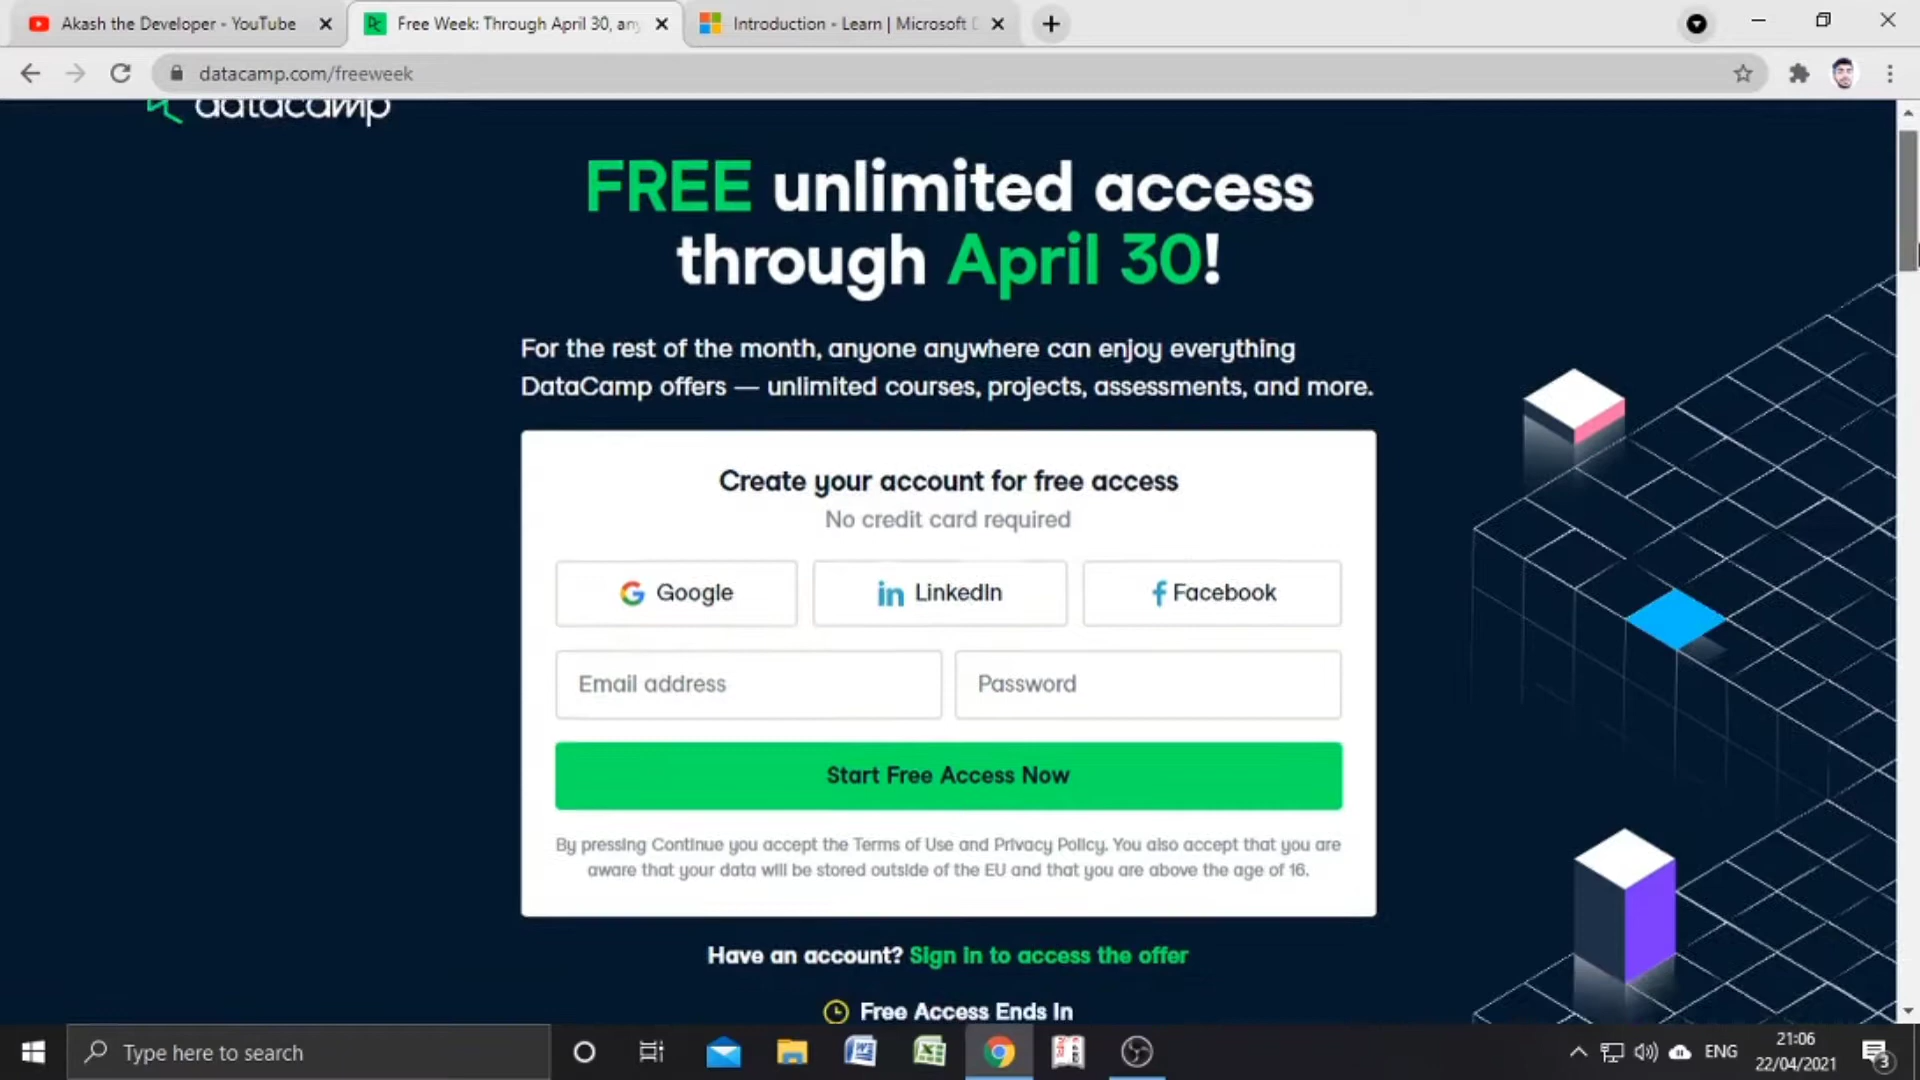 Akash the Developer - YouTube
Free Week: Through April 30, any
Introduction - Learn | Microsoft D
datacamp.com/freeweek
datacamp
FREE unlimited access
through April 30!
For the rest of the month, anyone anywhere can enjoy everything
DataCamp offers — unlimited courses, projects, assessments, and more.
Create your account for free access
No credit card required
Google
LinkedIn
Facebook
Email address
Password
Start Free Access Now
By pressing Continue you accept the Terms of Use and Privacy Policy. You also accept that you are
aware that your data will be stored outside of the EU and that you are above the age of 16.
Have an account? Sign in to access the offer
Free Access Ends In
Type here to search
ENG
21:06
22/04/2021
3